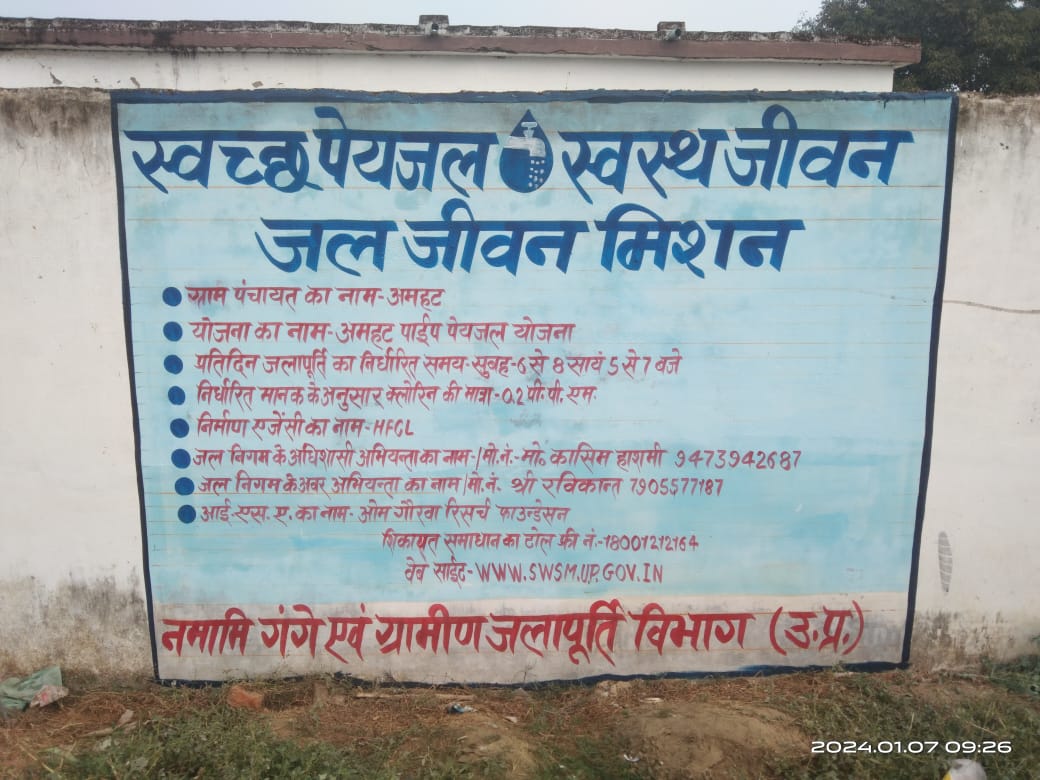 स्वच्छ पेयजल स्वस्थ जीवन
जल जीवन मिशन
ग्राम पंचायत का नाम- अमहट
योजना का नाम- अमहट पाईप पेयजल योजना
प्रतिदिन जलापूर्ति का निर्धारित समय-सुबह-6 से 8 सायं 5 से 7 बजे
निर्धारित मानक के अनुसार क्लोरिन की मात्रा-0.2 पी.पी.एम.
निर्माण एजेंसी का नाम- HFCL
जल निगम के अधिशासी अभियन्ता का नाम-/मो.नं.-मो० कासिम हाशमी 9473942687
जल निगम के अवर अभियन्ता का नाम/मो.नं. श्री रविकान्त 7905577187
आई.एस.ए. का नाम- ओम गौरवा रिसर्च फाउन्डेसन
शिकायत समाधान का टोल फ्री नं.-18001212164
वेब साईट- WWW.SWSM.UP.GOV.IN
नमामि गंगे एवं ग्रामीण जलापूर्ति विभाग (उ.प्र.)
2024.01.07 09:26